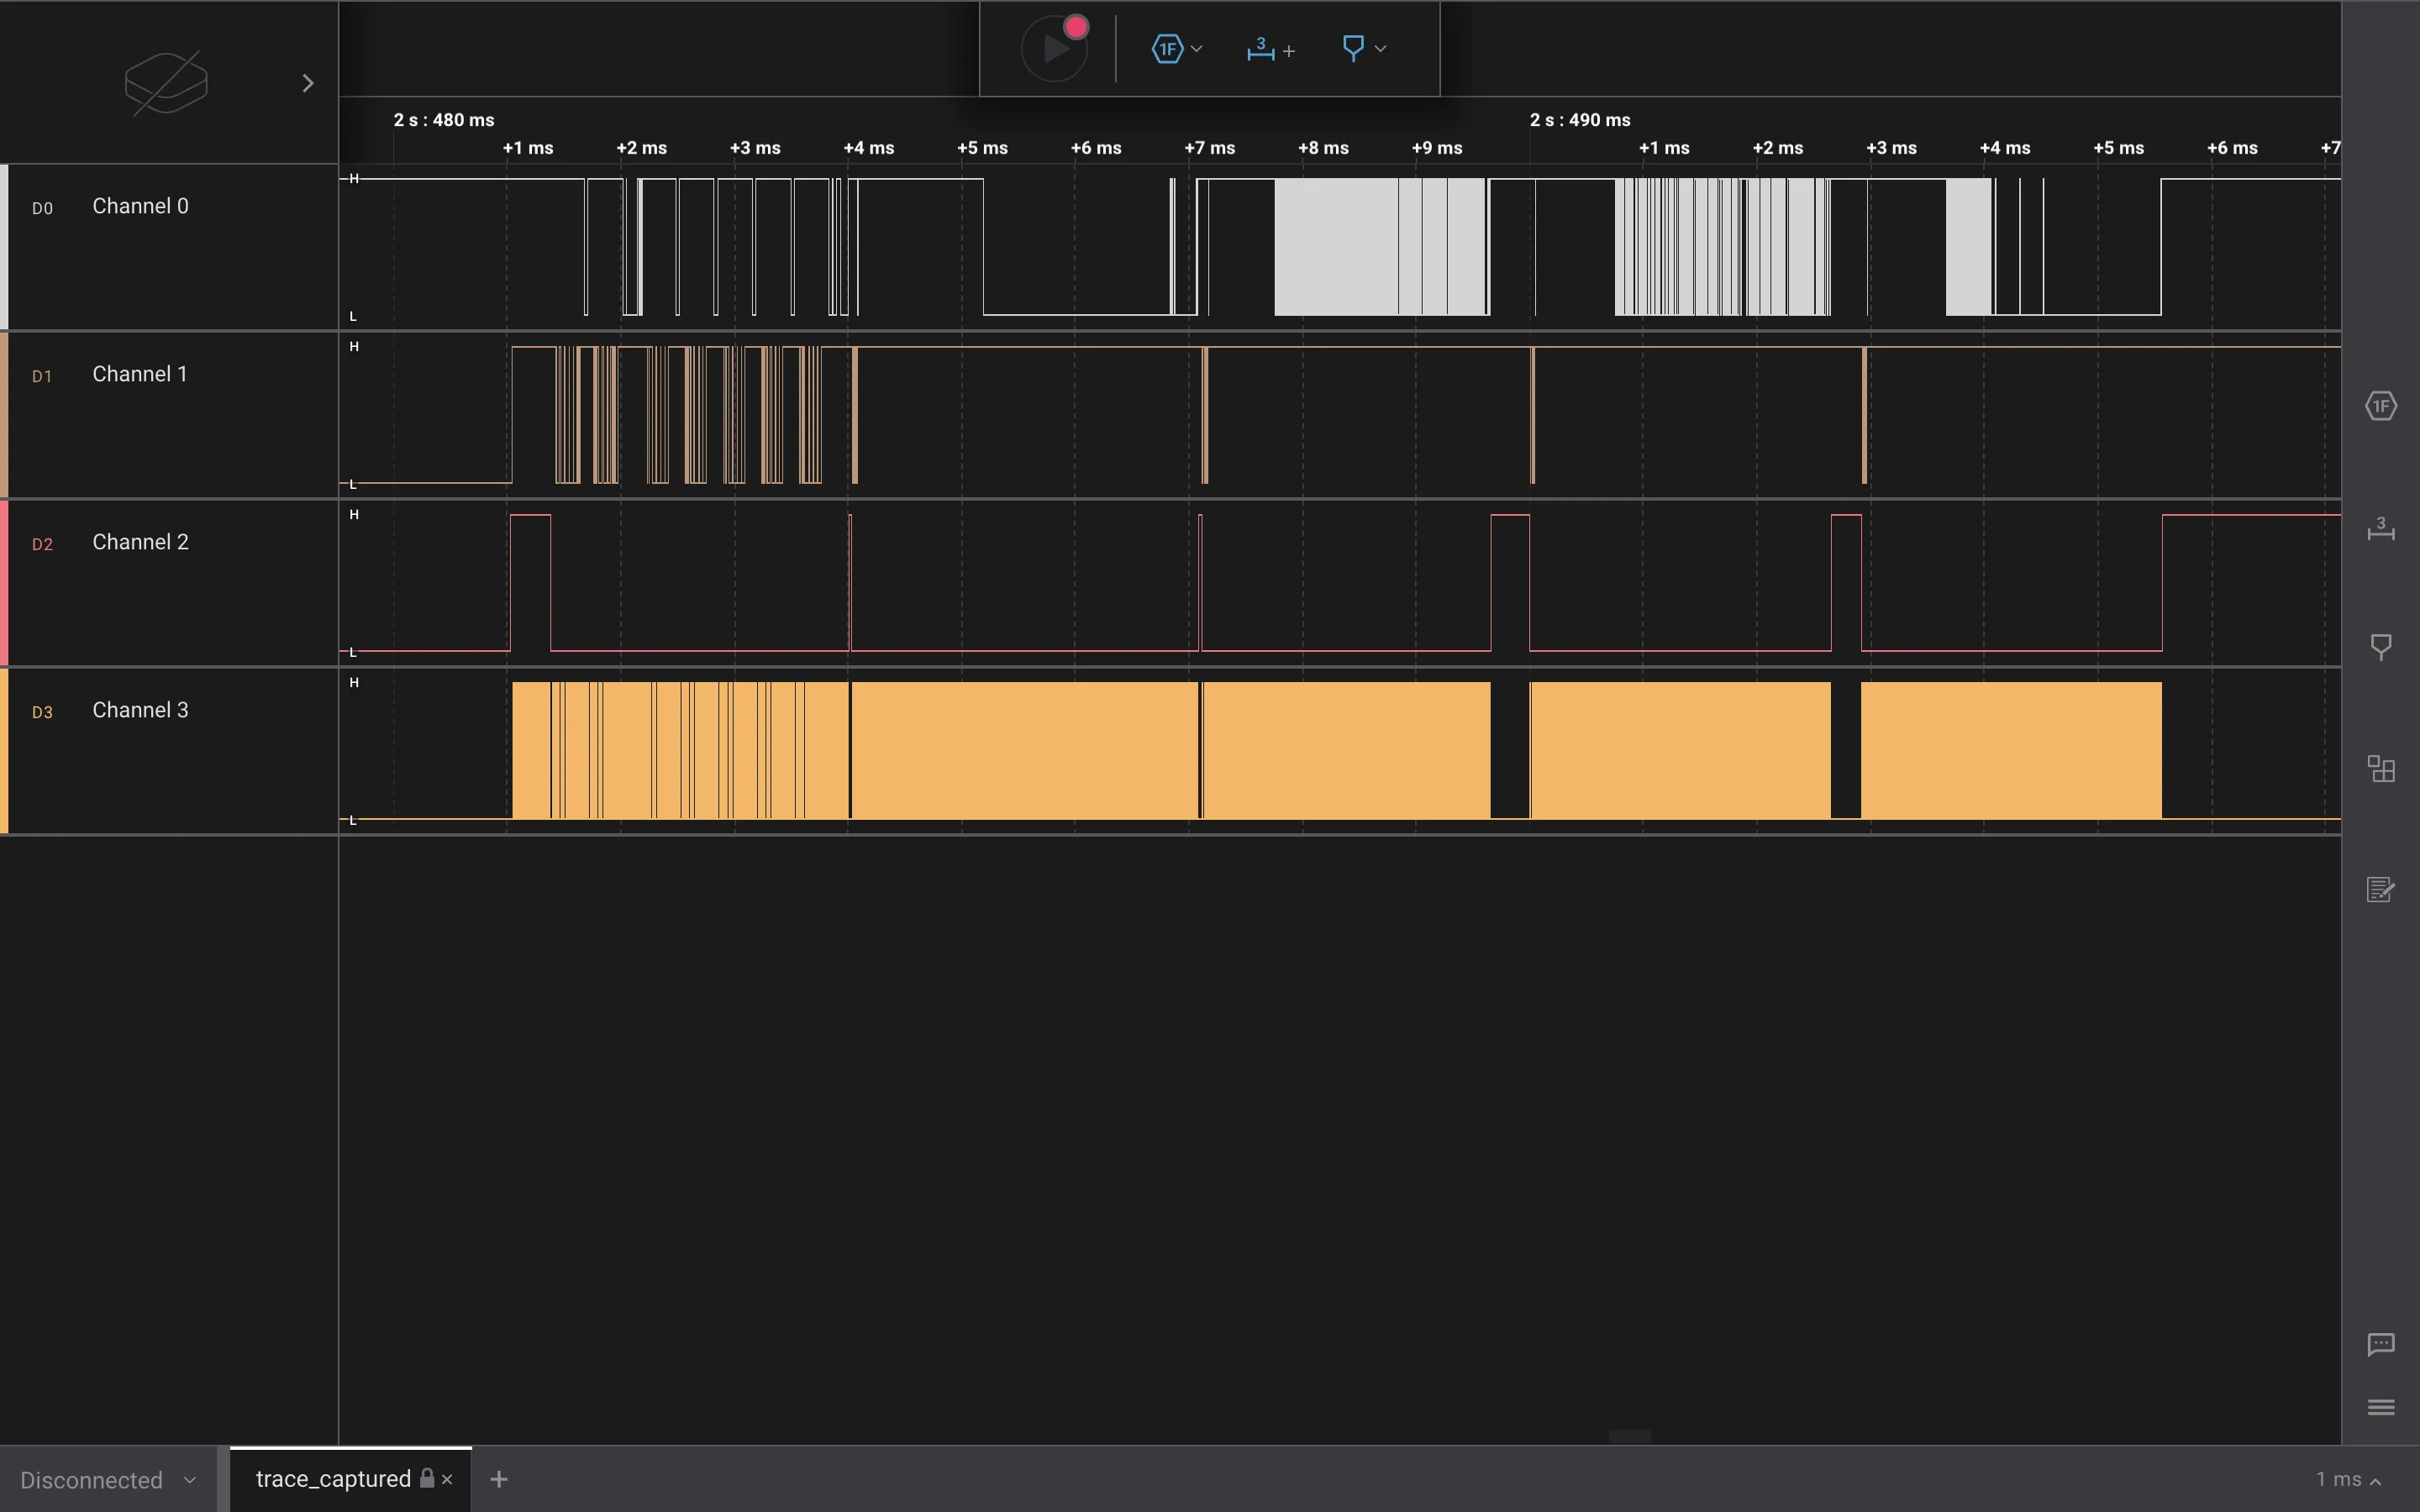 1F
3 +
2 s : 480 ms
2 s : 490 ms
+1 ms +2 ms +3 ms +4 ms +5 ms +6 ms +7 ms +8 ms +9 ms +1 ms +2 ms +3 ms +4 ms +5 ms +6 ms +7
H
D0 Channel 0
L
H
D1 Channel 1
L
H
D2 Channel 2
L
H
D3 Channel 3
L
1F
3
Disconnected
trace_captured
1 ms